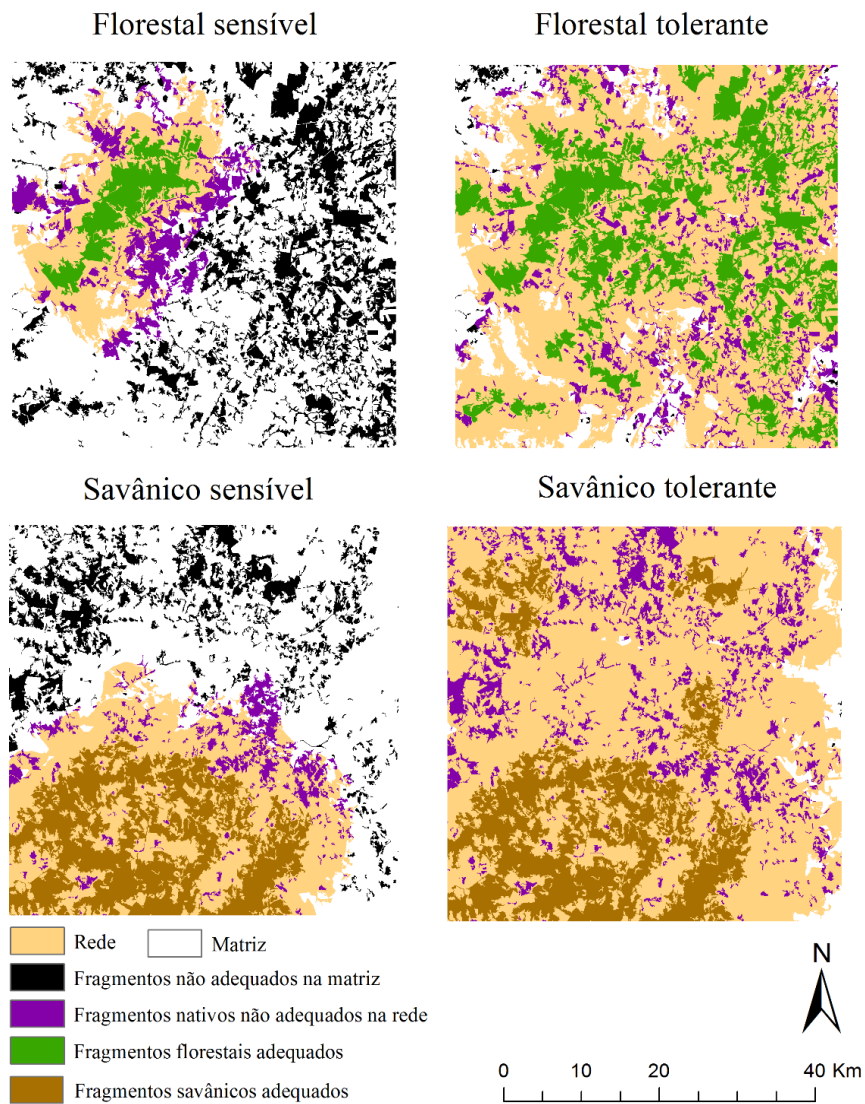 Florestal sensível
Florestal tolerante
Savânico sensível
Savânico tolerante
Rede
Matriz
Fragmentos não adequados na matriz
Fragmentos nativos não adequados na rede
Fragmentos florestais adequados
Fragmentos savânicos adequados
N
0 10 20 40 Km